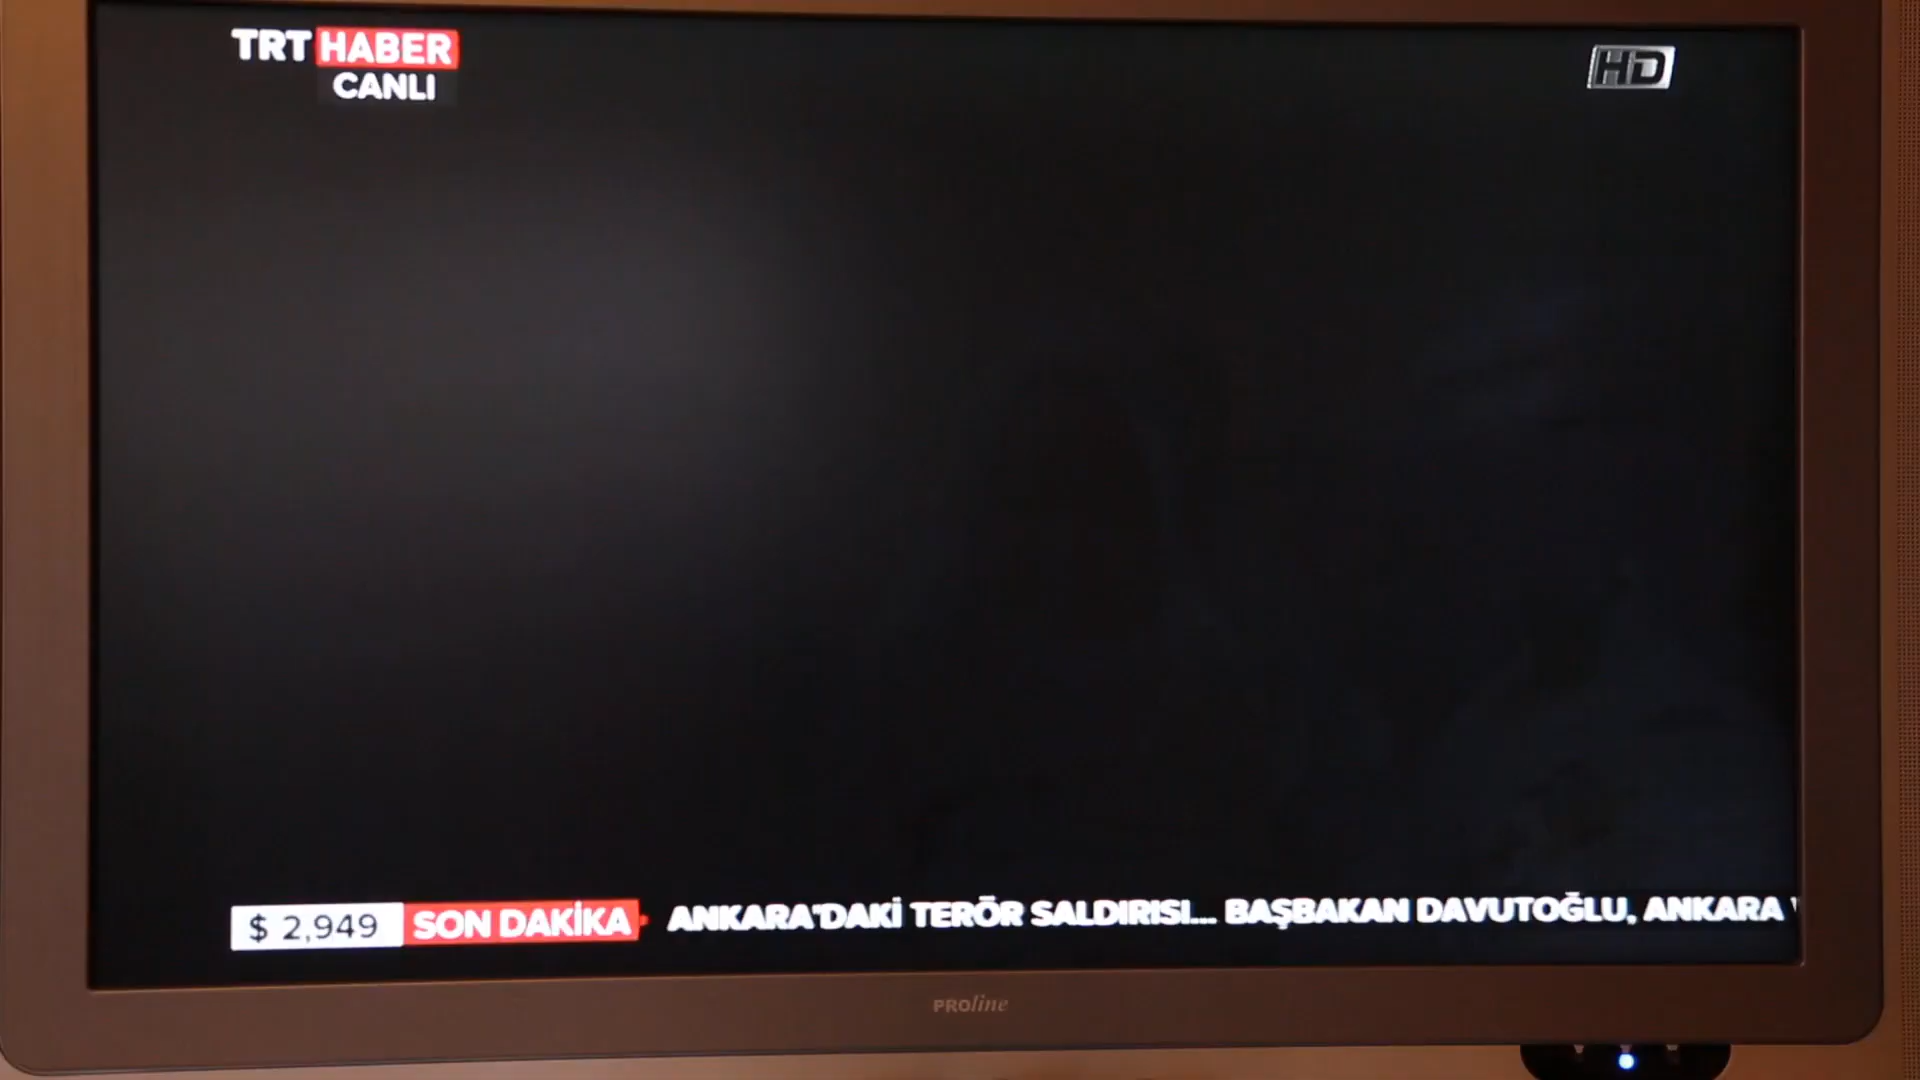 TRT HABER
CANLI
HD
$ 2,949 SON DAKİKA ANKARA'DAKİ TERÖR SALDIRISI... BAŞBAKAN DAVUTOĞLU, ANKARA
PROline